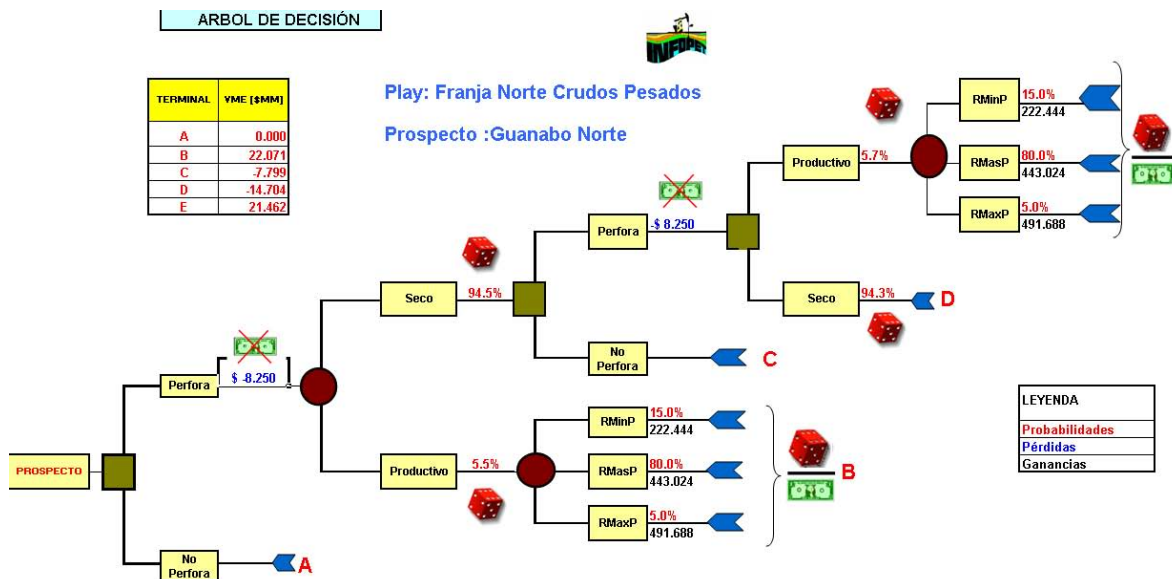 ARBOL DE DECISIÓN
INFOPET
TERMINAL VME [$MM]
A 0.000
B 22.071
C -7.799
D -14.704
E 21.462
Play: Franja Norte Crudos Pesados
Prospecto :Guanabo Norte
RMinP 15.0%
222.444
Productivo 5.7%
RMasP 80.0%
443.024
RMaxP 5.0%
491.688
Perfora -$ 8.250
Seco 94.5%
Seco 94.3% D
No
Perfora
C
Perfora $ -8.250
RMinP 15.0%
222.444
PROSPECTO
Productivo 5.5%
RMasP 80.0%
443.024
B
RMaxP 5.0%
491.688
No
Perfora
A
LEYENDA
Probabilidades
Pérdidas
Ganancias